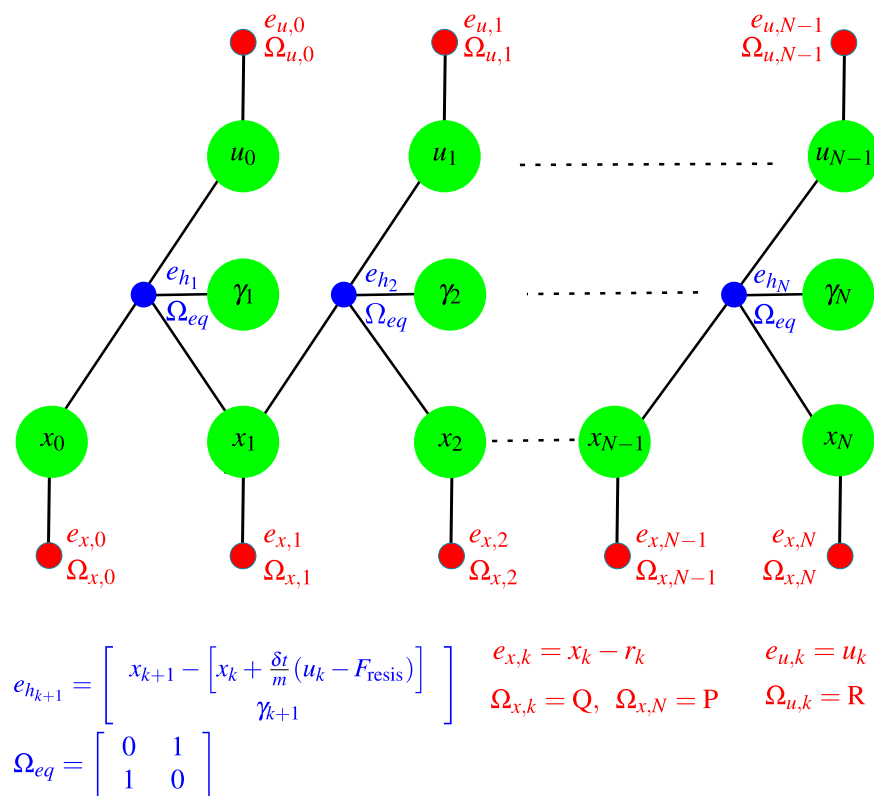 e_{u,0} e_{u,1} e_{u,N−1}
Ω_{u,0} Ω_{u,1} Ω_{u,N−1}
u_0 u_1 u_{N−1}
e_{h_1} γ_1 e_{h_2} γ_2 e_{h_N} γ_N
Ω_{eq} Ω_{eq} Ω_{eq}
x_0 x_1 x_2 x_{N−1} x_N
e_{x,0} e_{x,1} e_{x,2} e_{x,N−1} e_{x,N}
Ω_{x,0} Ω_{x,1} Ω_{x,2} Ω_{x,N−1} Ω_{x,N}
e_{h_{k+1}} = [ x_{k+1} − [x_k + \frac{δt}{m}(u_k − F_{resis})]
γ_{k+1} ]
e_{x,k} = x_k − r_k e_{u,k} = u_k
Ω_{x,k} = Q, Ω_{x,N} = P Ω_{u,k} = R
Ω_{eq} = [ 0 1
1 0 ]